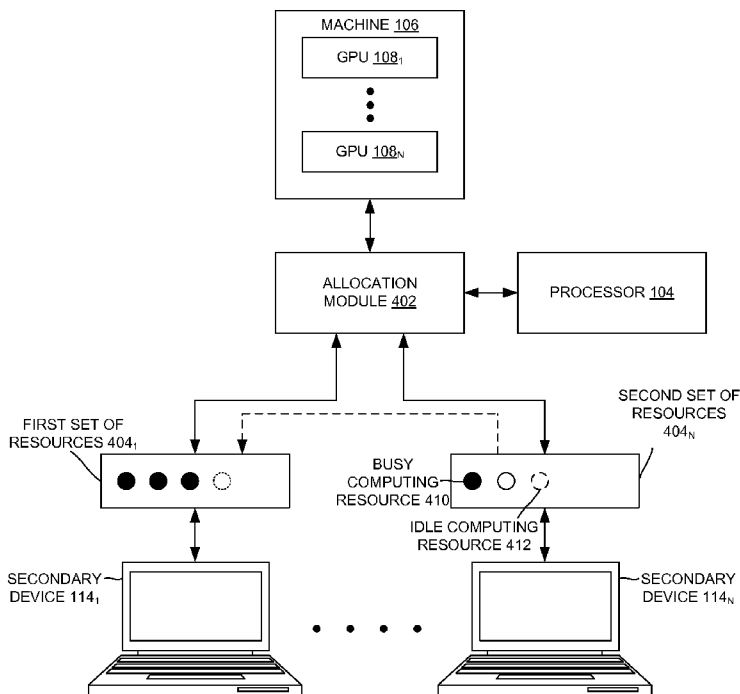 MACHINE 106
GPU 108₁
GPU 108ₙ
ALLOCATION
MODULE 402
PROCESSOR 104
FIRST SET OF
RESOURCES 404₁
SECOND SET OF
RESOURCES
404ₙ
BUSY
COMPUTING
RESOURCE 410
IDLE COMPUTING
RESOURCE 412
SECONDARY
DEVICE 114₁
SECONDARY
DEVICE 114ₙ